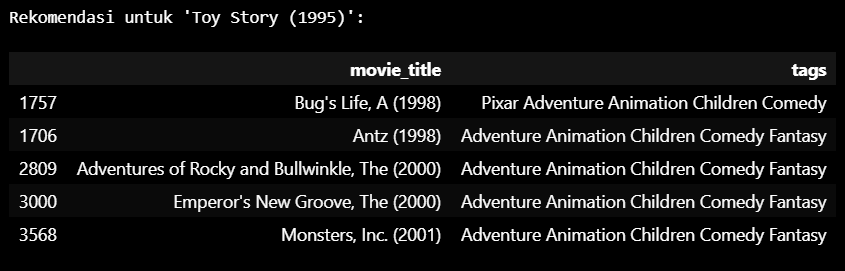 Rekomendasi untuk 'Toy Story (1995)':
movie_title tags
1757 Bug's Life, A (1998) Pixar Adventure Animation Children Comedy
1706 Antz (1998) Adventure Animation Children Comedy Fantasy
2809 Adventures of Rocky and Bullwinkle, The (2000) Adventure Animation Children Comedy Fantasy
3000 Emperor's New Groove, The (2000) Adventure Animation Children Comedy Fantasy
3568 Monsters, Inc. (2001) Adventure Animation Children Comedy Fantasy